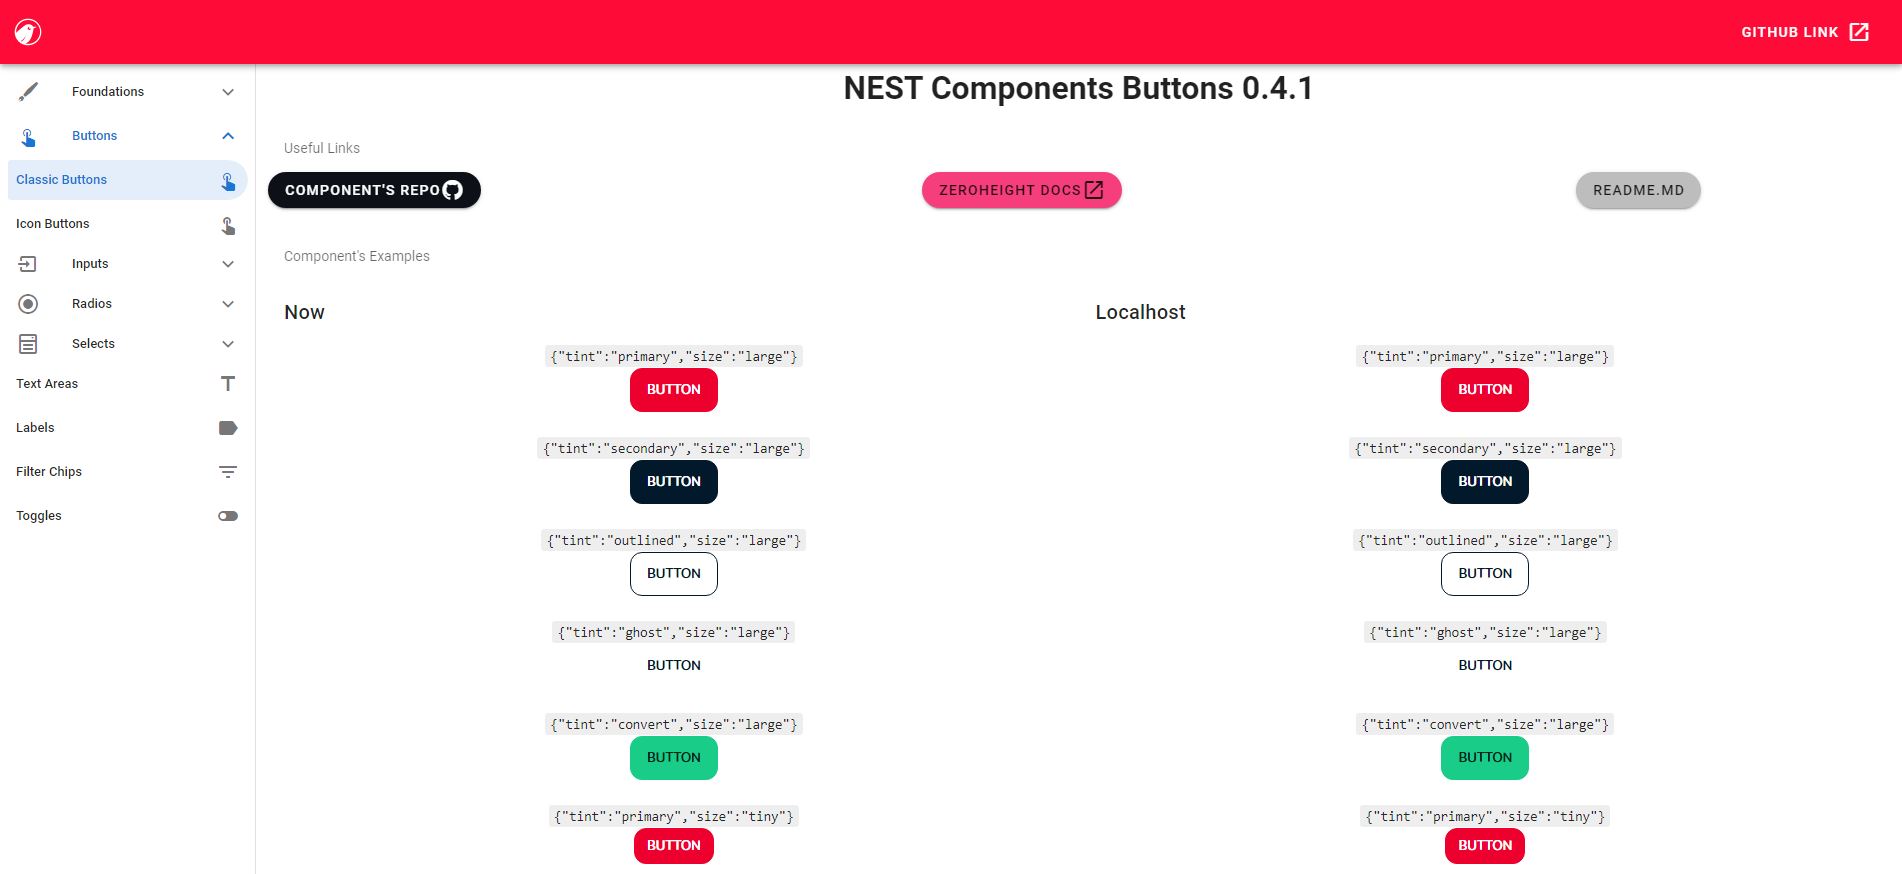 GITHUB LINK
Foundations
Buttons
Classic Buttons
Icon Buttons
Inputs
Radios
Selects
Text Areas
Labels
Filter Chips
Toggles
NEST Components Buttons 0.4.1
Useful Links
COMPONENT'S REPO
ZEROHEIGHT DOCS
README.MD
Component's Examples
Now
Localhost
{"tint":"primary","size":"large"}
{"tint":"primary","size":"large"}
BUTTON
BUTTON
{"tint":"secondary","size":"large"}
{"tint":"secondary","size":"large"}
BUTTON
BUTTON
{"tint":"outlined","size":"large"}
{"tint":"outlined","size":"large"}
BUTTON
BUTTON
{"tint":"ghost","size":"large"}
{"tint":"ghost","size":"large"}
BUTTON
BUTTON
{"tint":"convert","size":"large"}
{"tint":"convert","size":"large"}
BUTTON
BUTTON
{"tint":"primary","size":"tiny"}
{"tint":"primary","size":"tiny"}
BUTTON
BUTTON